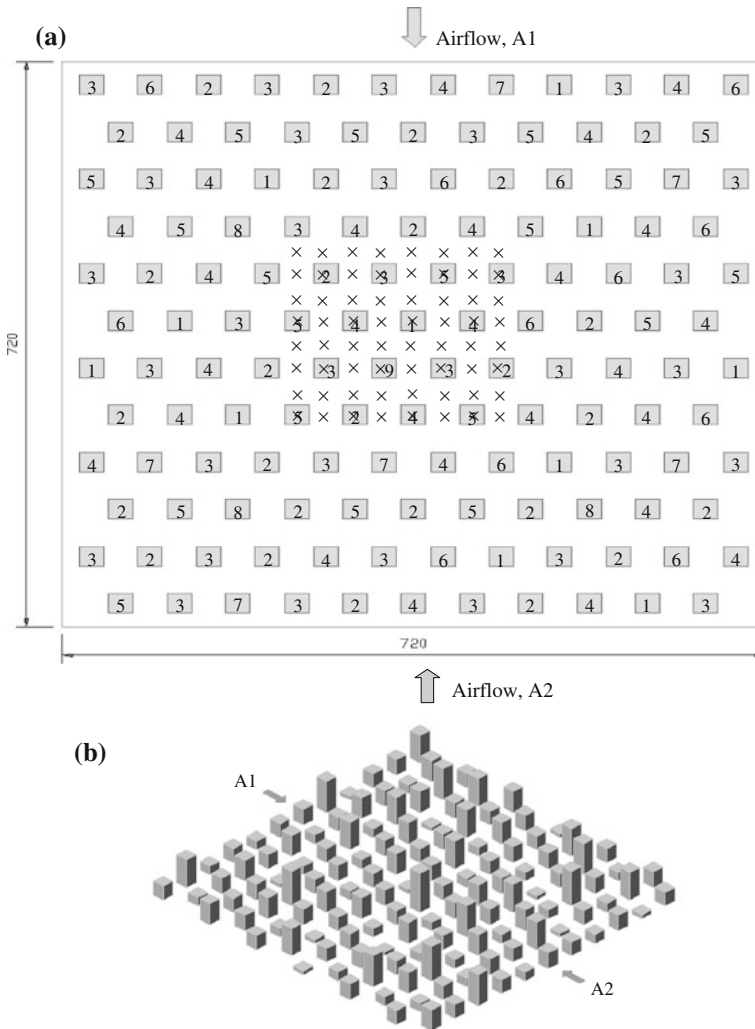 (a)
Airflow, A1
3 6 2 3 2 3 4 7 1 3 4 6
2 4 5 3 5 2 3 5 4 2 5
5 3 4 1 2 3 6 2 6 5 7 3
4 5 8 3 4 2 4 5 1 4 6
3 2 4 5 2 3 5 3 4 6 3 5
6 1 3 5 4 1 4 6 2 5 4
720
1 3 4 2 3 9 3 2 3 4 3 1
2 4 1 5 2 4 5 4 2 4 6
4 7 3 2 3 7 4 6 1 3 7 3
2 5 8 2 5 2 5 2 8 4 2
3 2 3 2 4 3 6 1 3 2 6 4
5 3 7 3 2 4 3 2 4 1 3
720
Airflow, A2
(b)
A1
A2